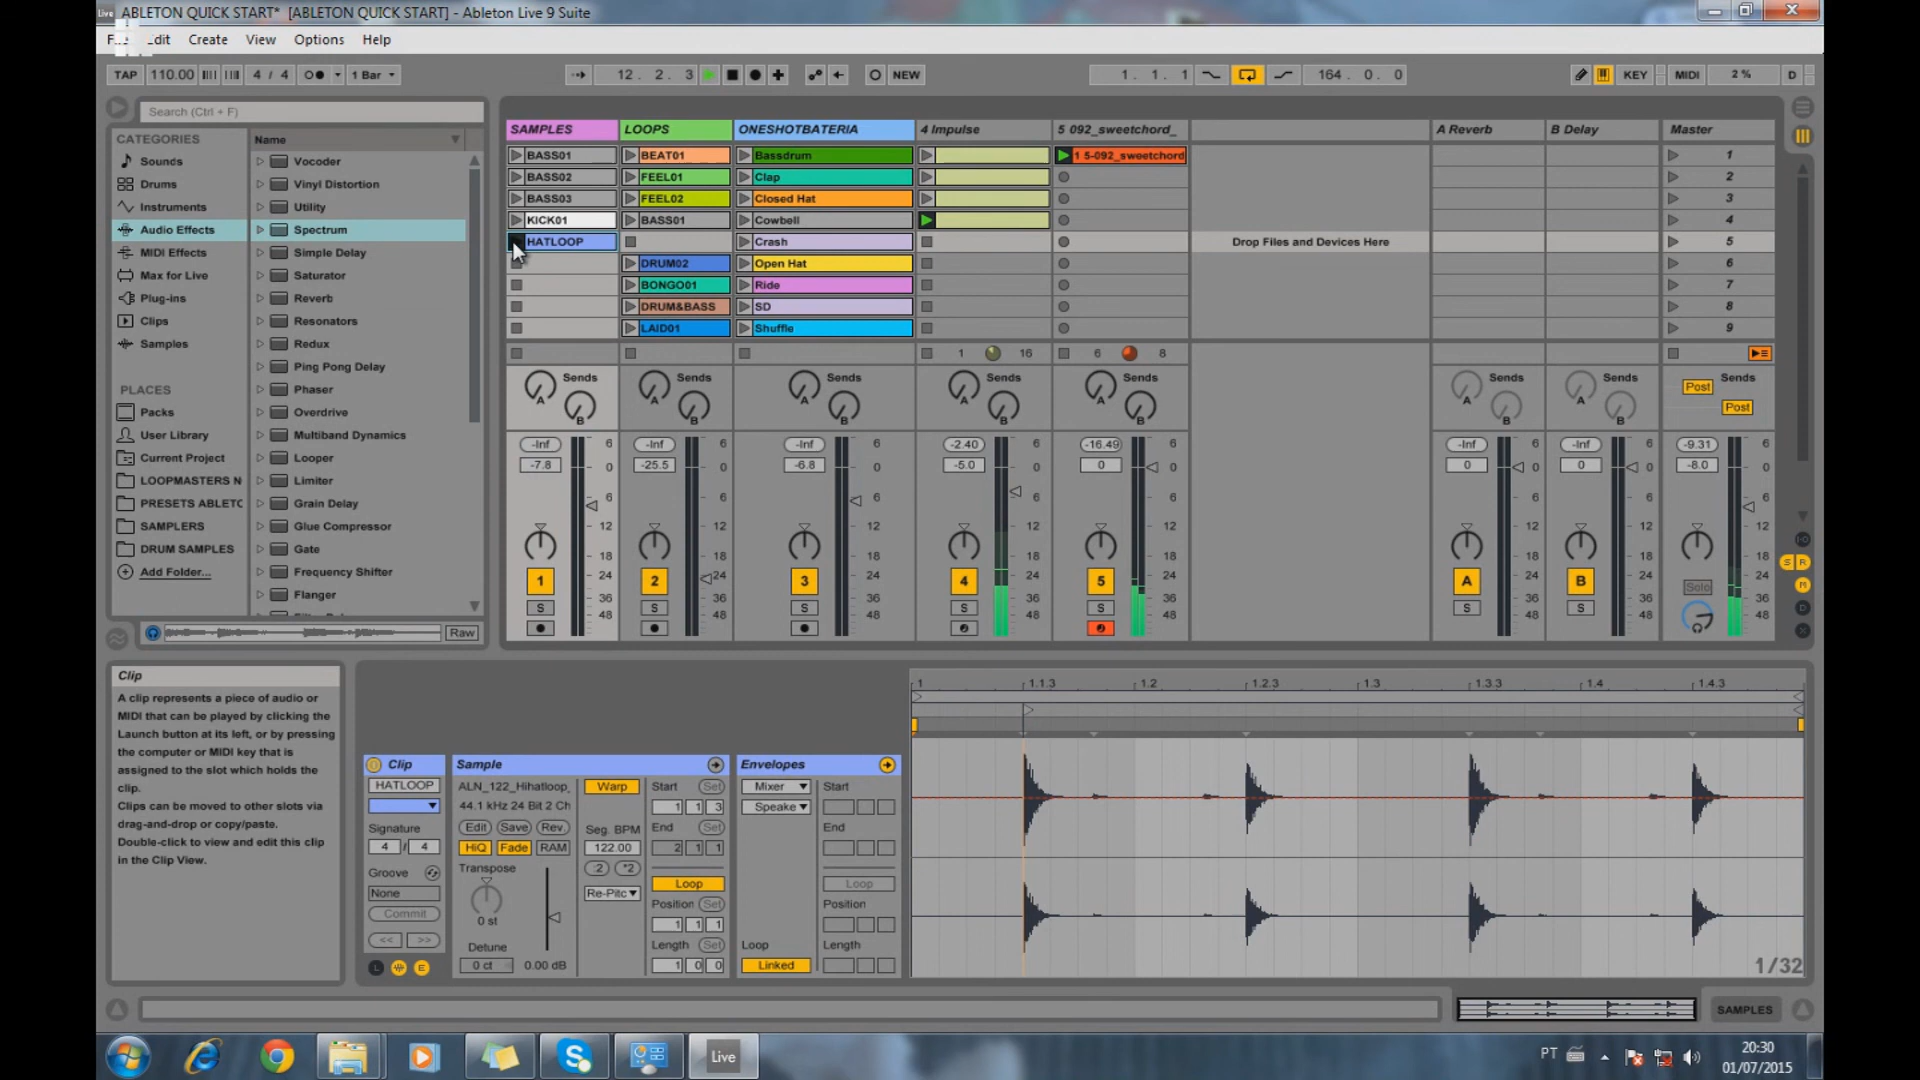 ABLETON QUICK START* [ABLETON QUICK START] - Ableton Live 9 Suite
Edit Create View Options Help
TAP 110.00 4 / 4 1 Bar 12. 2. 3 NEW 1. 1. 1 164. 0. 0 KEY MIDI 2 % D
Search (Ctrl + F)
CATEGORIES
Sounds
Drums
Instruments
Audio Effects
MIDI Effects
Max for Live
Plug-ins
Clips
Samples
PLACES
Packs
User Library
Current Project
LOOPMASTERS N
PRESETS ABLETC
SAMPLERS
DRUM SAMPLES
Add Folder...
Name
Vocoder
Vinyl Distortion
Utility
Spectrum
Simple Delay
Saturator
Reverb
Resonators
Redux
Ping Pong Delay
Phaser
Overdrive
Multiband Dynamics
Looper
Limiter
Grain Delay
Glue Compressor
Gate
Frequency Shifter
Flanger
Raw
SAMPLES LOOPS ONESHOTBATERIA 4 Impulse 5 092_sweetchord_ A Reverb B Delay Master
BASS01 BEAT01 Bassdrum 1 5-092_sweetchord 1
BASS02 FEEL01 Clap 2
BASS03 FEEL02 Closed Hat 3
KICK01 BASS01 Cowbell 4
HATLOOP Crash Drop Files and Devices Here 5
DRUM02 Open Hat 6
BONGO01 Ride 7
DRUM&BASS SD 8
LAID01 Shuffle 9
1 16 6 8
Sends Sends Sends Sends Sends Sends Sends Post Sends
A A A A A A A Post
B B B B B B B
-Inf 6 -Inf 6 -Inf 6 -2.40 6 -16.49 6 -Inf 6 -Inf 6 -9.31 6
-7.8 0 -25.5 0 -6.8 0 -5.0 0 0 0 0 0 0 0 -8.0 0
6 6 6 6 6 6 6 6
12 12 12 12 12 12 12 12
18 18 18 18 18 18 18 18
1 24 2 24 3 24 4 24 5 24 A 24 B 24 Solo 24
36 36 36 36 36 36 36 36
S 48 S 48 S 48 S 48 S 48 S 48 S 48 48
S R
M
D
X
Clip
A clip represents a piece of audio or
MIDI that can be played by clicking the
Launch button at its left, or by pressing
the computer or MIDI key that is
assigned to the slot which holds the
clip.
Clips can be moved to other slots via
drag-and-drop or copy/paste.
Double-click to view and edit this clip
in the Clip View.
Clip
HATLOOP
Signature
4 / 4
Groove
None
Commit
<< >>
L E
Sample
ALN_122_Hihatloop_
44.1 kHz 24 Bit 2 Ch
Edit Save Rev.
HiQ Fade RAM
Transpose
0 st
Detune
0 ct 0.00 dB
Warp
Seg. BPM
122.00
:2 *2
Re-Pitc
Start Set
1 1 3
End Set
2 1 1
Loop
Position Set
1 1 1
Length Set
1 0 0
Envelopes
Mixer
Speake
Loop
Linked
Start
End
Loop
Position
Length
1 1.1.3 1.2 1.2.3 1.3 1.3.3 1.4 1.4.3
1/32
SAMPLES
Live
PT
20:30
01/07/2015